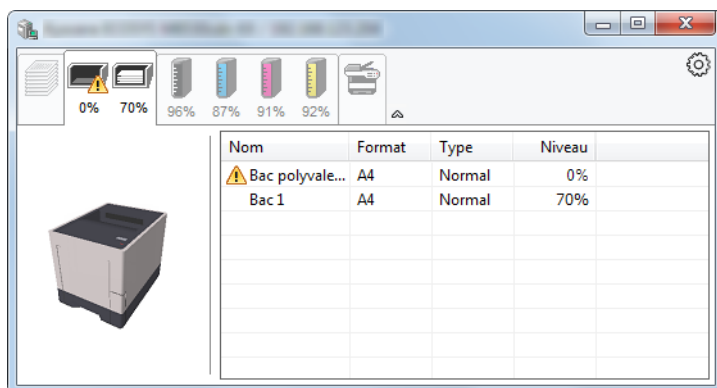 0% 70% 96% 87% 91% 92%
Nom Format Type Niveau
Bac polyvale... A4 Normal 0%
Bac 1 A4 Normal 70%